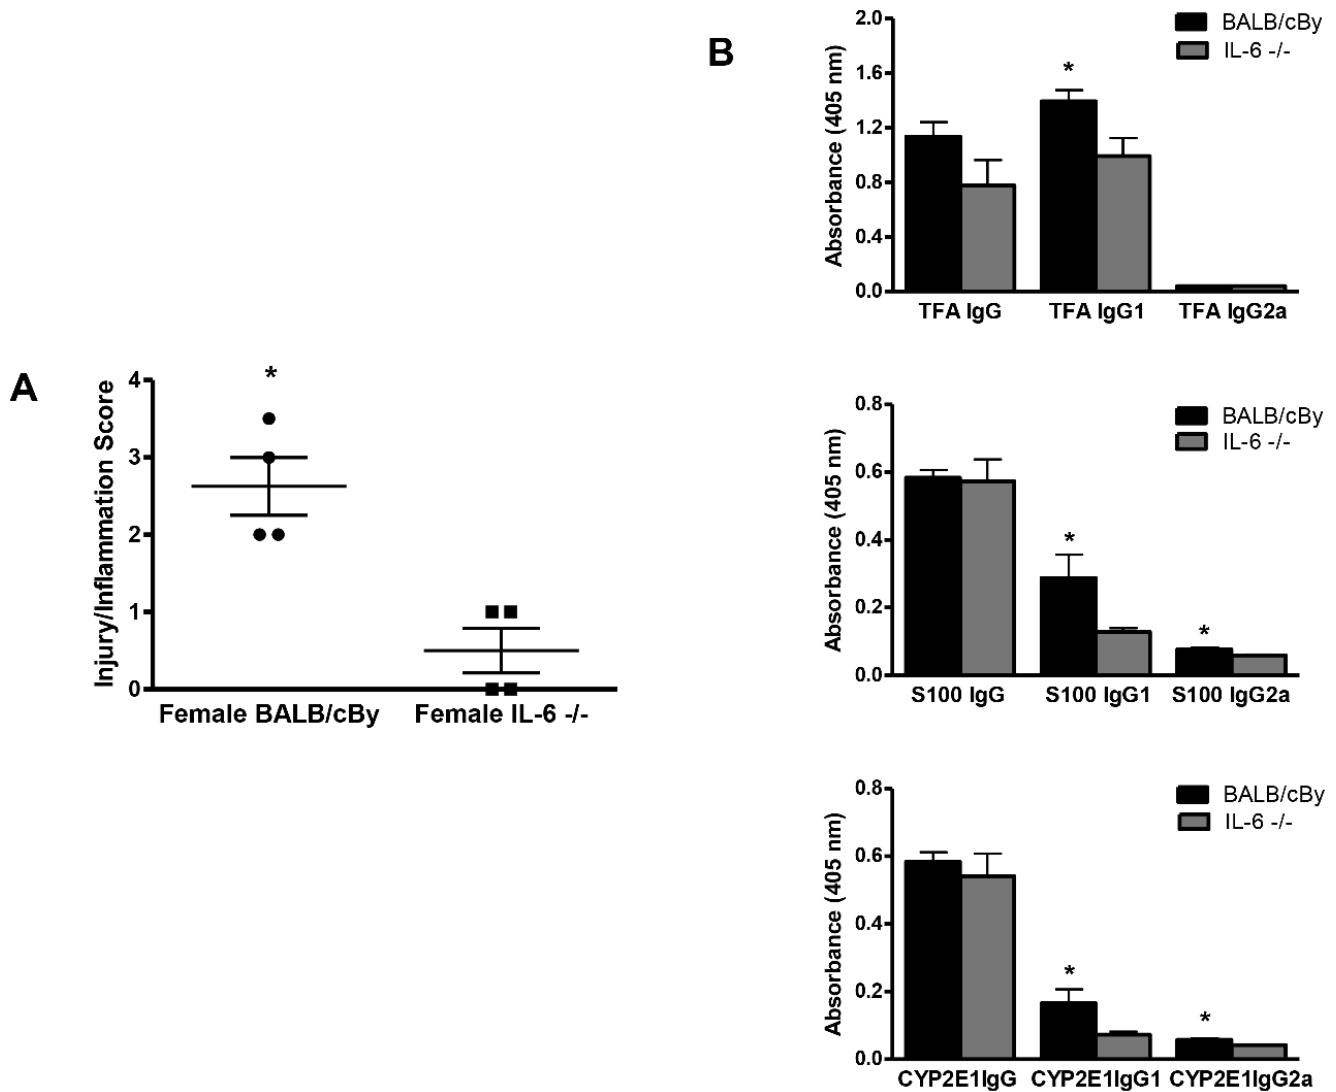 A
Injury/Inflammation Score
4
*
3
2
1
0
Female BALB/cBy
Female IL-6 -/-
B
BALB/cBy
IL-6 -/-
Absorbance (405 nm)
2.0
1.6
*
1.2
0.8
0.4
0.0
TFA IgG
TFA IgG1
TFA IgG2a
BALB/cBy
IL-6 -/-
Absorbance (405 nm)
0.8
0.6
0.4
*
0.2
*
0.0
S100 IgG
S100 IgG1
S100 IgG2a
BALB/cBy
IL-6 -/-
Absorbance (405 nm)
0.8
0.6
0.4
0.2
*
*
0.0
CYP2E1IgG
CYP2E1IgG1
CYP2E1IgG2a